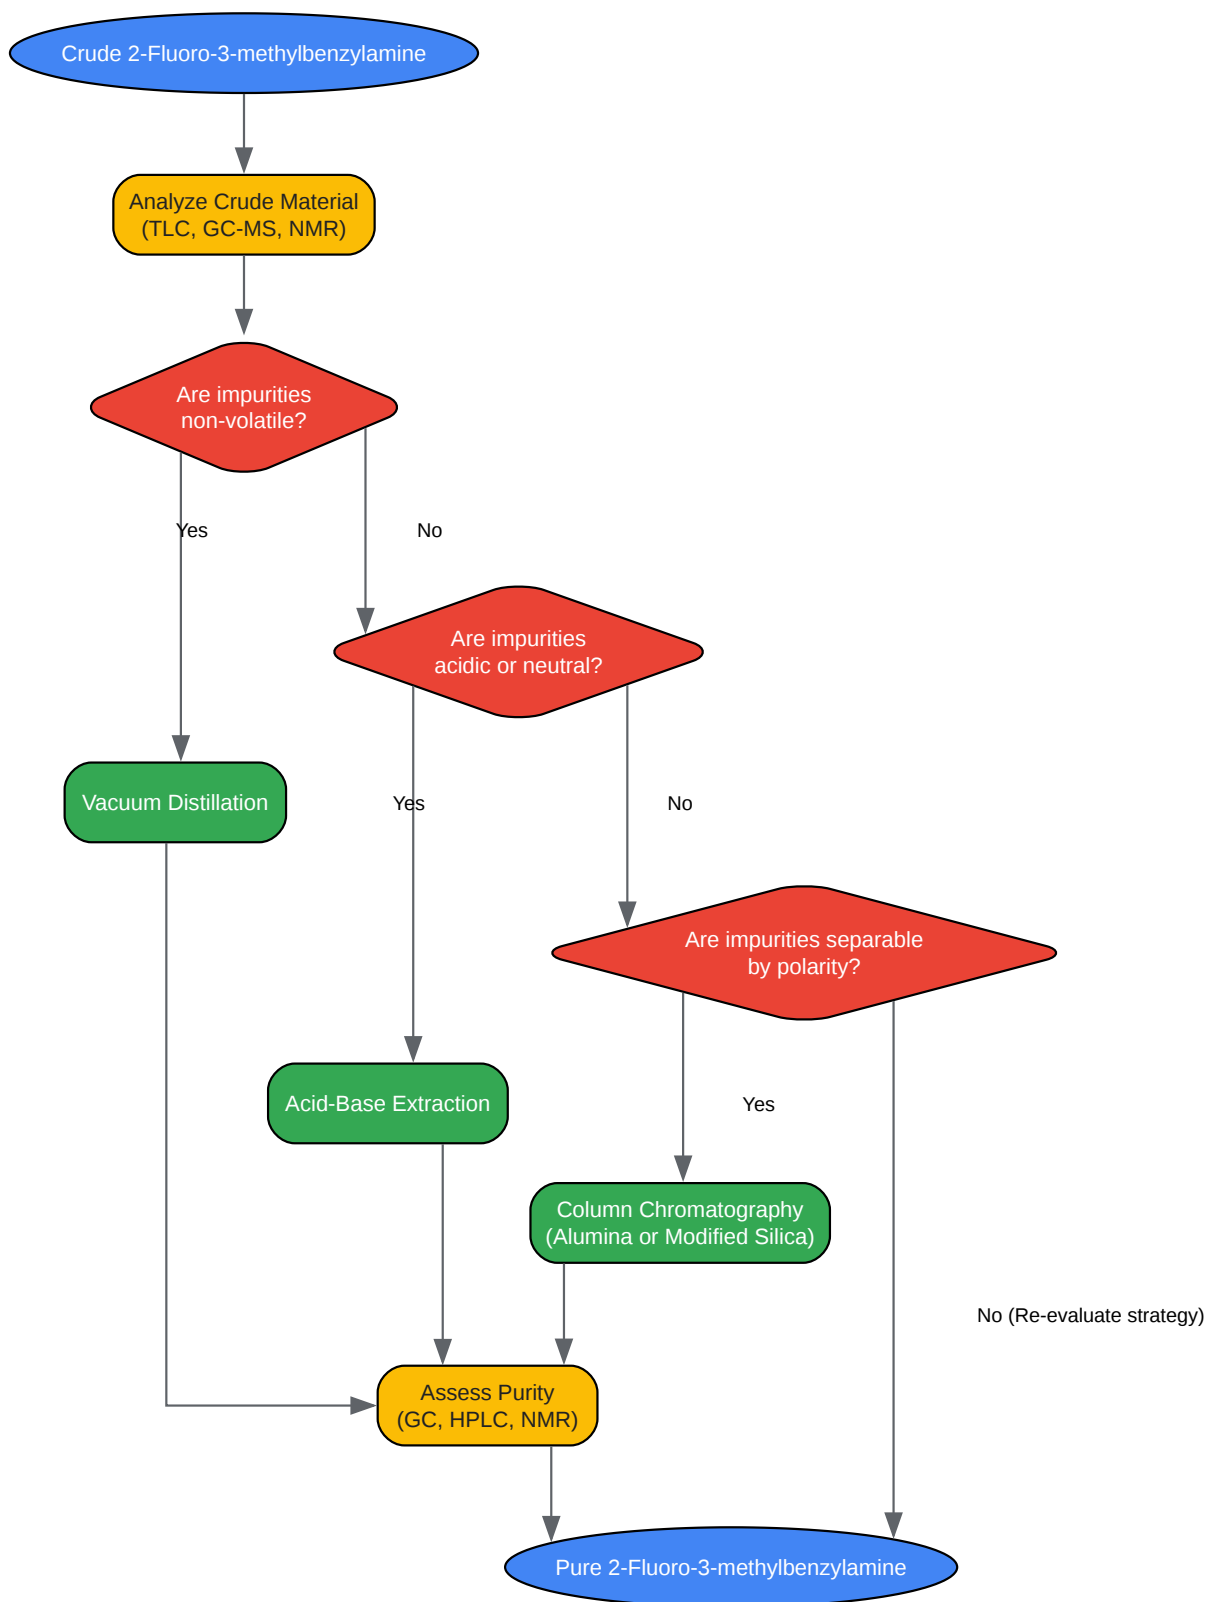 Crude 2-Fluoro-3-methylbenzylamine
Analyze Crude Material
(TLC, GC-MS, NMR)
Are impurities
non-volatile?
Yes
No
Are impurities
acidic or neutral?
Vacuum Distillation
Yes
No
Are impurities separable
by polarity?
Acid-Base Extraction
Yes
Column Chromatography
(Alumina or Modified Silica)
No (Re-evaluate strategy)
Assess Purity
(GC, HPLC, NMR)
Pure 2-Fluoro-3-methylbenzylamine